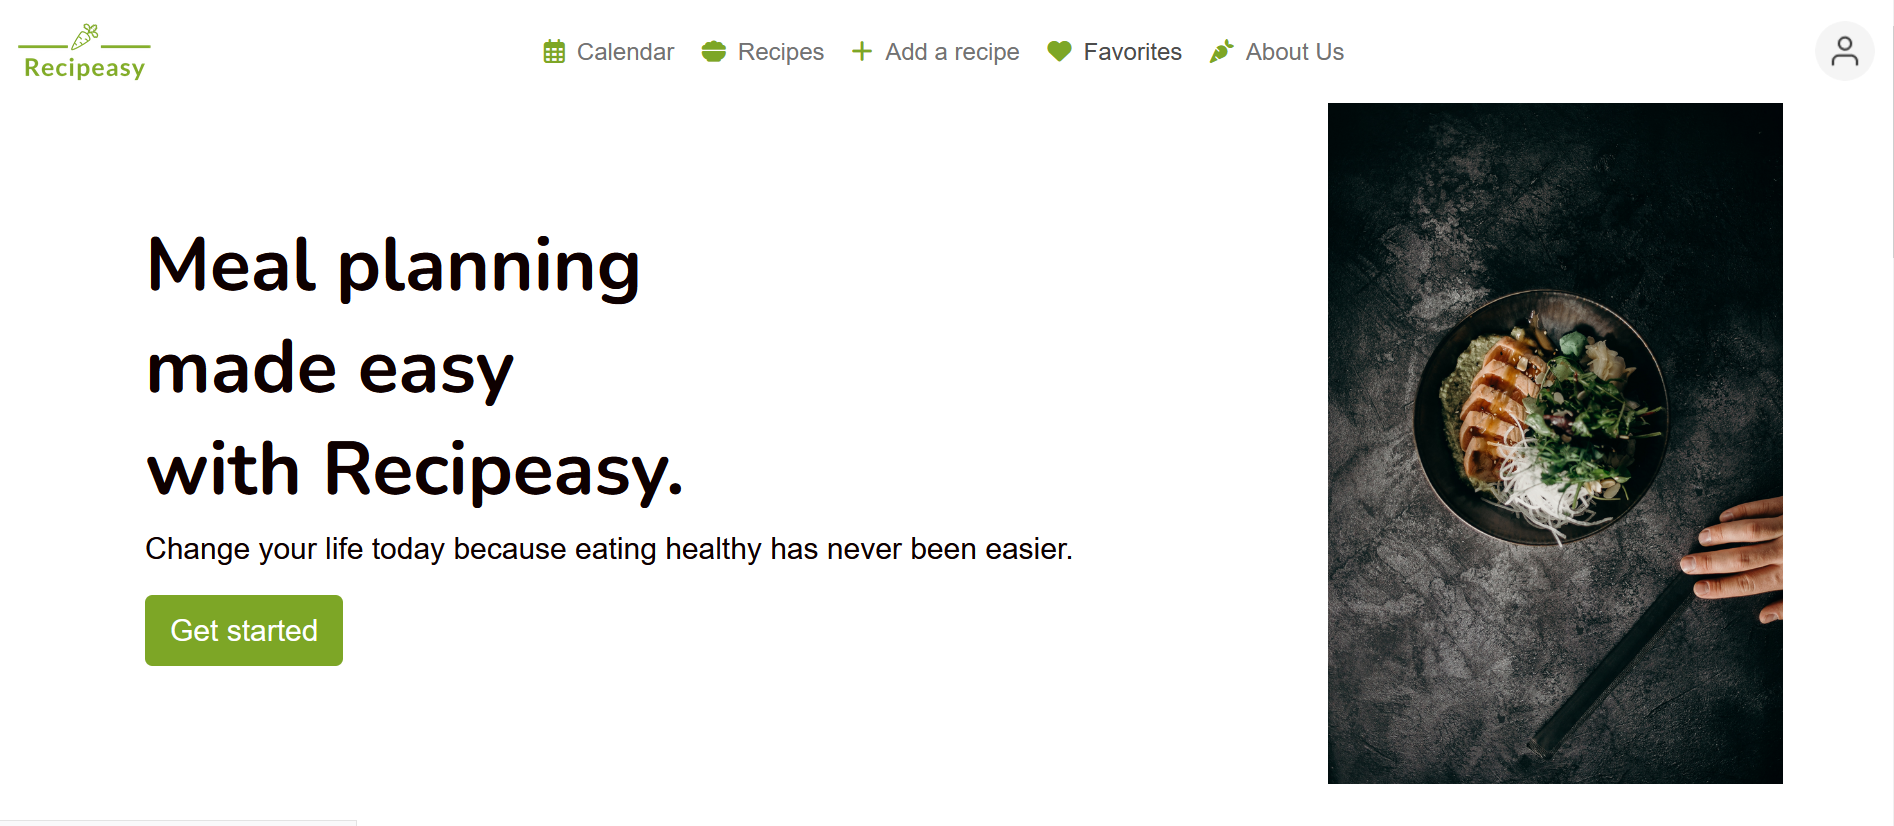 Recipeasy
Calendar Recipes Add a recipe Favorites About Us
Meal planning
made easy
with Recipeasy.
Change your life today because eating healthy has never been easier.
Get started